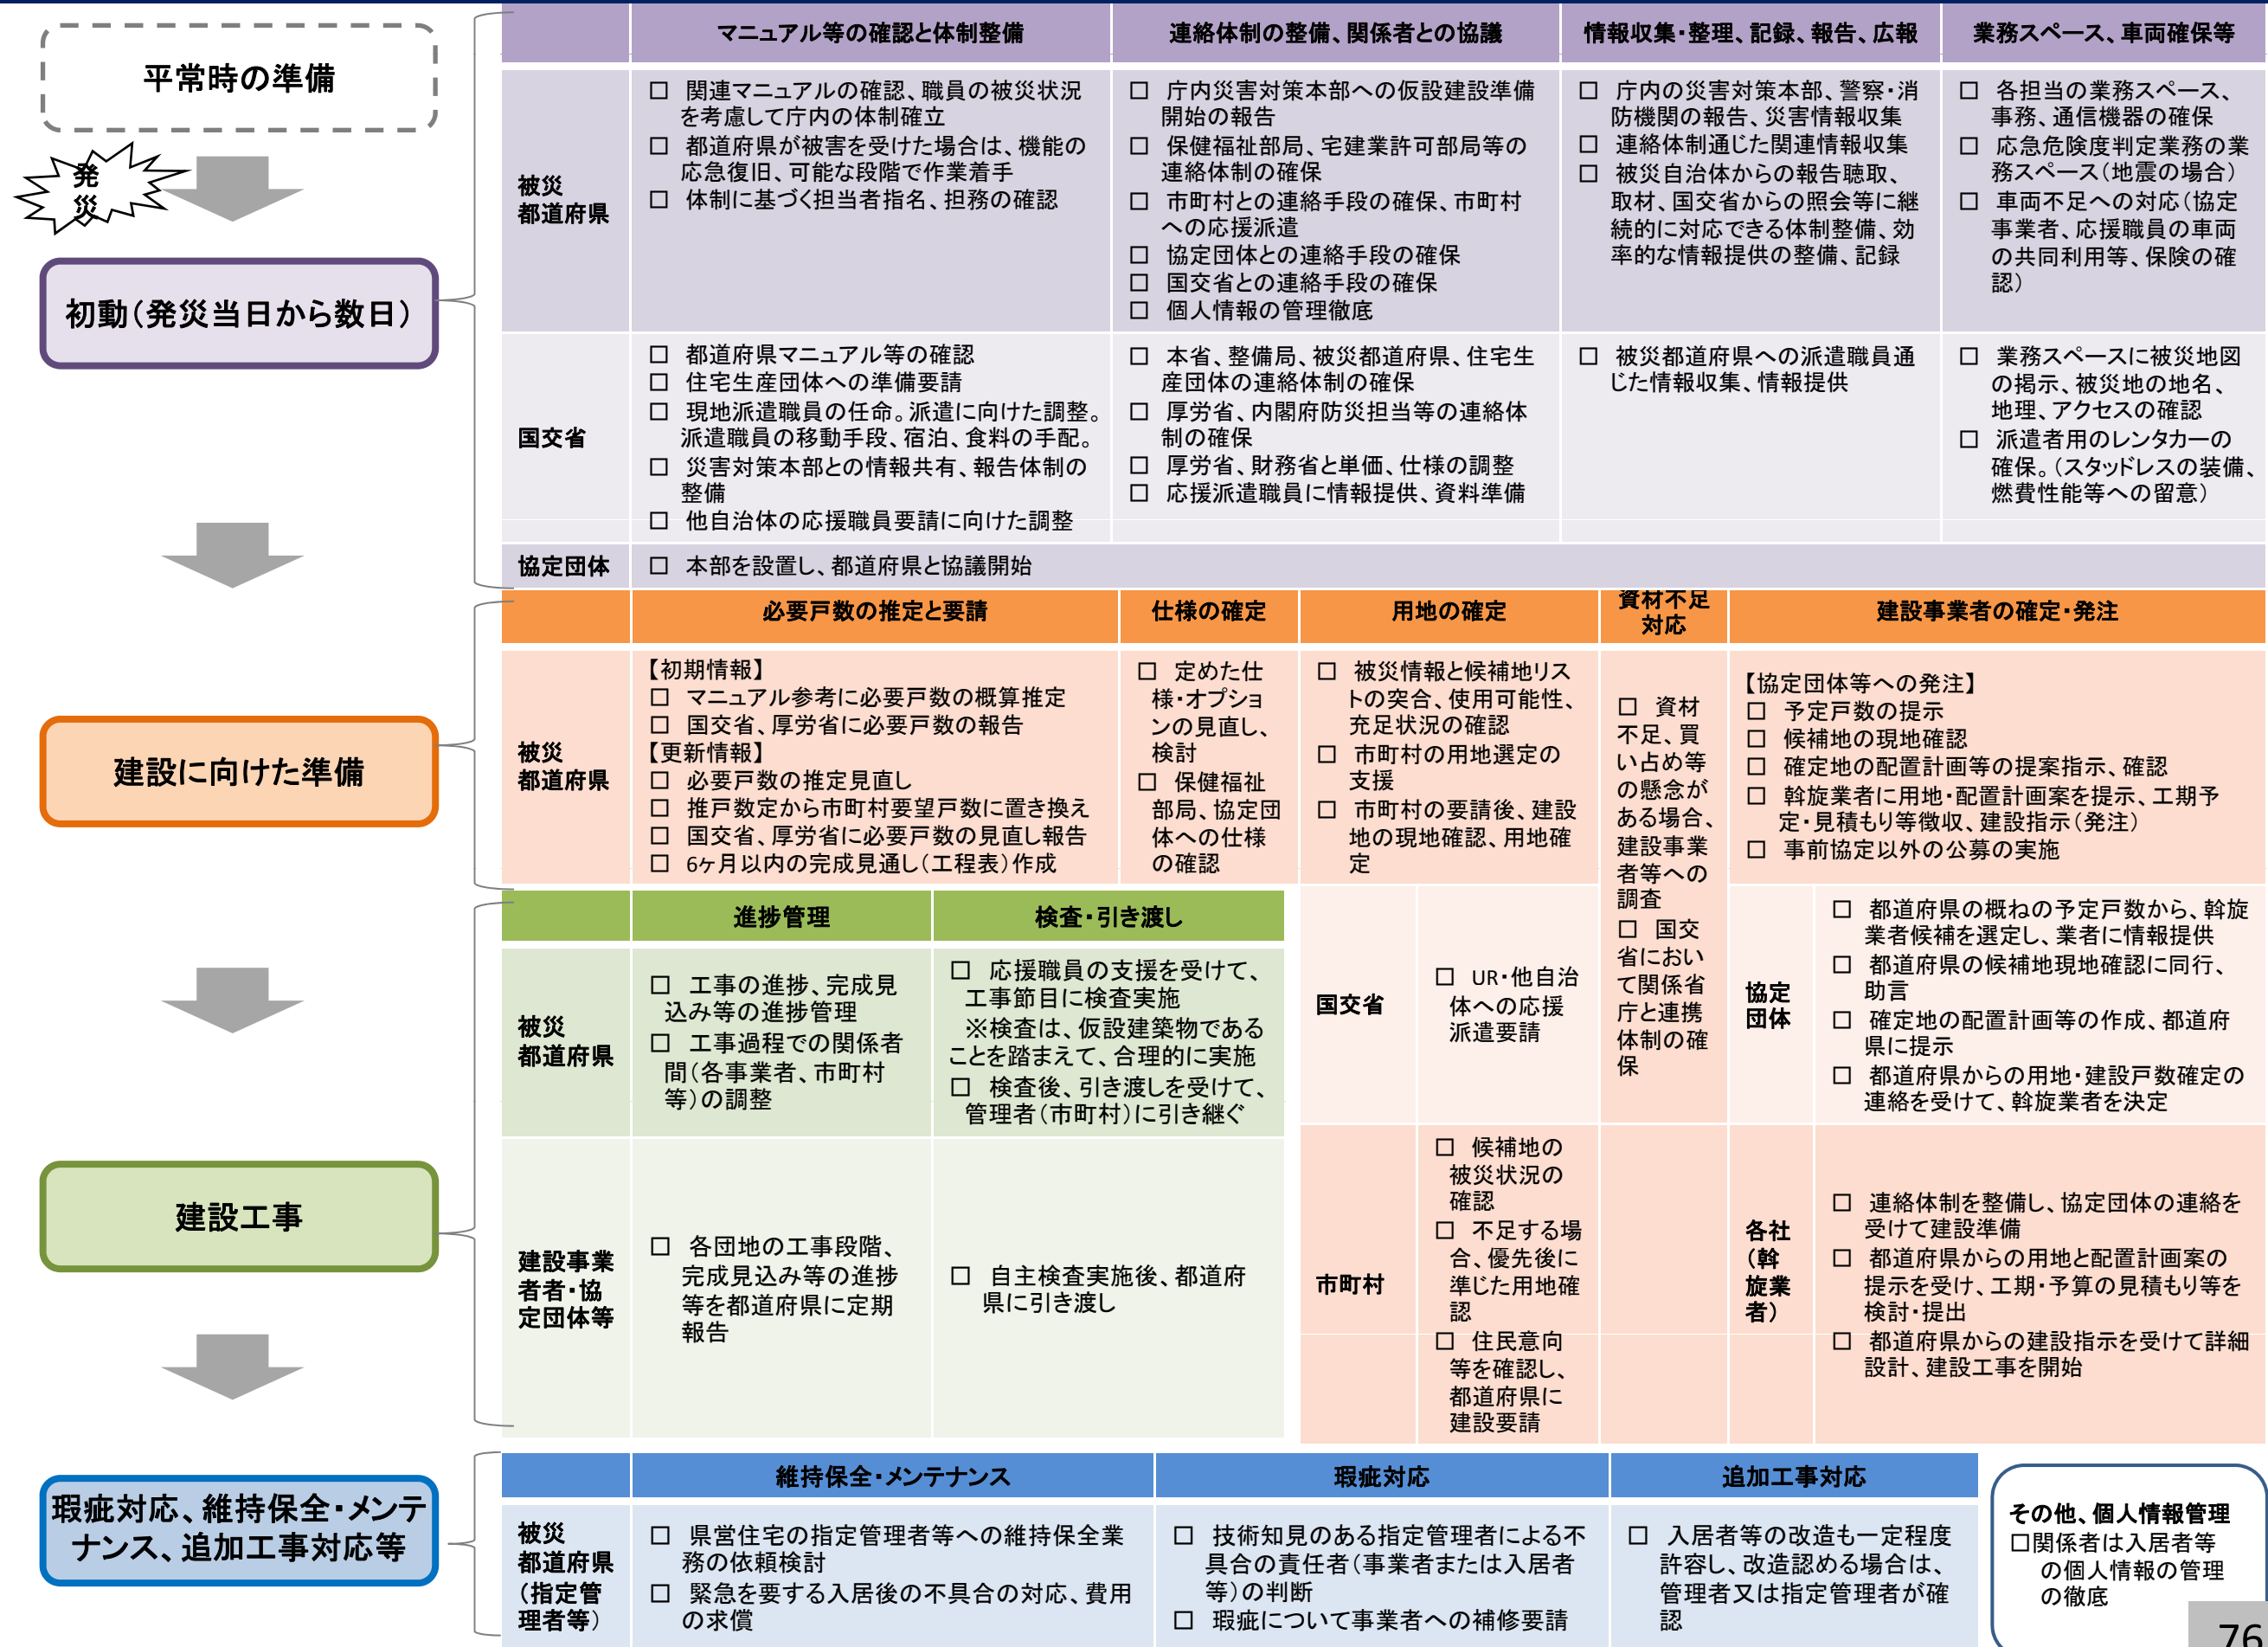 平常時の準備
発
災
初動（発災当日から数日）
建設に向けた準備
建設工事
瑕疵対応、維持保全・メンテ
ナンス、追加工事対応等
マニュアル等の確認と体制整備
連絡体制の整備、関係者との協議
情報収集・整理、記録、報告、広報
業務スペース、車両確保等
被災
都道府県
□ 関連マニュアルの確認、職員の被災状況
を考慮して庁内の体制確立
□ 都道府県が被害を受けた場合は、機能の
応急復旧、可能な段階で作業着手
□ 体制に基づく担当者指名、担務の確認
□ 庁内災害対策本部への仮設建設準備
開始の報告
□ 保健福祉部局、宅建業許可部局等の
連絡体制の確保
□ 市町村との連絡手段の確保、市町村
への応援派遣
□ 協定団体との連絡手段の確保
□ 国交省との連絡手段の確保
□ 個人情報の管理徹底
□ 庁内の災害対策本部、警察・消
防機関の報告、災害情報収集
□ 連絡体制通じた関連情報収集
□ 被災自治体からの報告聴取、
取材、国交省からの照会等に継
続的に対応できる体制整備、効
率的な情報提供の整備、記録
□ 各担当の業務スペース、
事務、通信機器の確保
□ 応急危険度判定業務の業
務スペース（地震の場合）
□ 車両不足への対応（協定
事業者、応援職員の車両
の共同利用等、保険の確
認）
国交省
□ 都道府県マニュアル等の確認
□ 住宅生産団体への準備要請
□ 現地派遣職員の任命。派遣に向けた調整。
派遣職員の移動手段、宿泊、食料の手配。
□ 災害対策本部との情報共有、報告体制の
整備
□ 他自治体の応援職員要請に向けた調整
□ 本省、整備局、被災都道府県、住宅生
産団体の連絡体制の確保
□ 厚労省、内閣府防災担当等の連絡体
制の確保
□ 厚労省、財務省と単価、仕様の調整
□ 応援派遣職員に情報提供、資料準備
□ 被災都道府県への派遣職員通
じた情報収集、情報提供
□ 業務スペースに被災地図
の掲示、被災地の地名、
地理、アクセスの確認
□ 派遣者用のレンタカーの
確保。（スタッドレスの装備、
燃費性能等への留意）
協定団体
□ 本部を設置し、都道府県と協議開始
必要戸数の推定と要請
仕様の確定
用地の確定
資材不足
対応
建設事業者の確定・発注
被災
都道府県
【初期情報】
□ マニュアル参考に必要戸数の概算推定
□ 国交省、厚労省に必要戸数の報告
【更新情報】
□ 必要戸数の推定見直し
□ 推戸数定から市町村要望戸数に置き換え
□ 国交省、厚労省に必要戸数の見直し報告
□ 6ヶ月以内の完成見通し（工程表）作成
□ 定めた仕
様・オプショ
ンの見直し、
検討
□ 保健福祉
部局、協定団
体への仕様
の確認
□ 被災情報と候補地リス
トの突合、使用可能性、
充足状況の確認
□ 市町村の用地選定の
支援
□ 市町村の要請後、建設
地の現地確認、用地確
定
□ 資材
不足、買
い占め等
の懸念が
ある場合、
建設事業
者等への
調査
□ 国交
省におい
て関係省
庁と連携
体制の確
保
【協定団体等への発注】
□ 予定戸数の提示
□ 候補地の現地確認
□ 確定地の配置計画等の提案指示、確認
□ 斡旋業者に用地・配置計画案を提示、工期予
定・見積もり等徴収、建設指示（発注）
□ 事前協定以外の公募の実施
国交省
□ UR・他自治
体への応援
派遣要請
協定
団体
□ 都道府県の概ねの予定戸数から、斡旋
業者候補を選定し、業者に情報提供
□ 都道府県の候補地現地確認に同行、
助言
□ 確定地の配置計画等の作成、都道府
県に提示
□ 都道府県からの用地・建設戸数確定の
連絡を受けて、斡旋業者を決定
市町村
□ 候補地の
被災状況の
確認
□ 不足する場
合、優先後に
準じた用地確
認
□ 住民意向
等を確認し、
都道府県に
建設要請
各社
（斡
旋業
者）
□ 連絡体制を整備し、協定団体の連絡を
受けて建設準備
□ 都道府県からの用地と配置計画案の
提示を受け、工期・予算の見積もり等を
検討・提出
□ 都道府県からの建設指示を受けて詳細
設計、建設工事を開始
進捗管理
検査・引き渡し
被災
都道府県
□ 工事の進捗、完成見
込み等の進捗管理
□ 工事過程での関係者
間（各事業者、市町村
等）の調整
□ 応援職員の支援を受けて、
工事節目に検査実施
※検査は、仮設建築物である
ことを踏まえて、合理的に実施
□ 検査後、引き渡しを受けて、
管理者（市町村）に引き継ぐ
建設事業
者者・協
定団体等
□ 各団地の工事段階、
完成見込み等の進捗
等を都道府県に定期
報告
□ 自主検査実施後、都道府
県に引き渡し
維持保全・メンテナンス
瑕疵対応
追加工事対応
被災
都道府県
（指定管
理者等）
□ 県営住宅の指定管理者等への維持保全業
務の依頼検討
□ 緊急を要する入居後の不具合の対応、費用
の求償
□ 技術知見のある指定管理者による不
具合の責任者（事業者または入居者
等）の判断
□ 瑕疵について事業者への補修要請
□ 入居者等の改造も一定程度
許容し、改造認める場合は、
管理者又は指定管理者が確
認
その他、個人情報管理
□関係者は入居者等
の個人情報の管理
の徹底
76